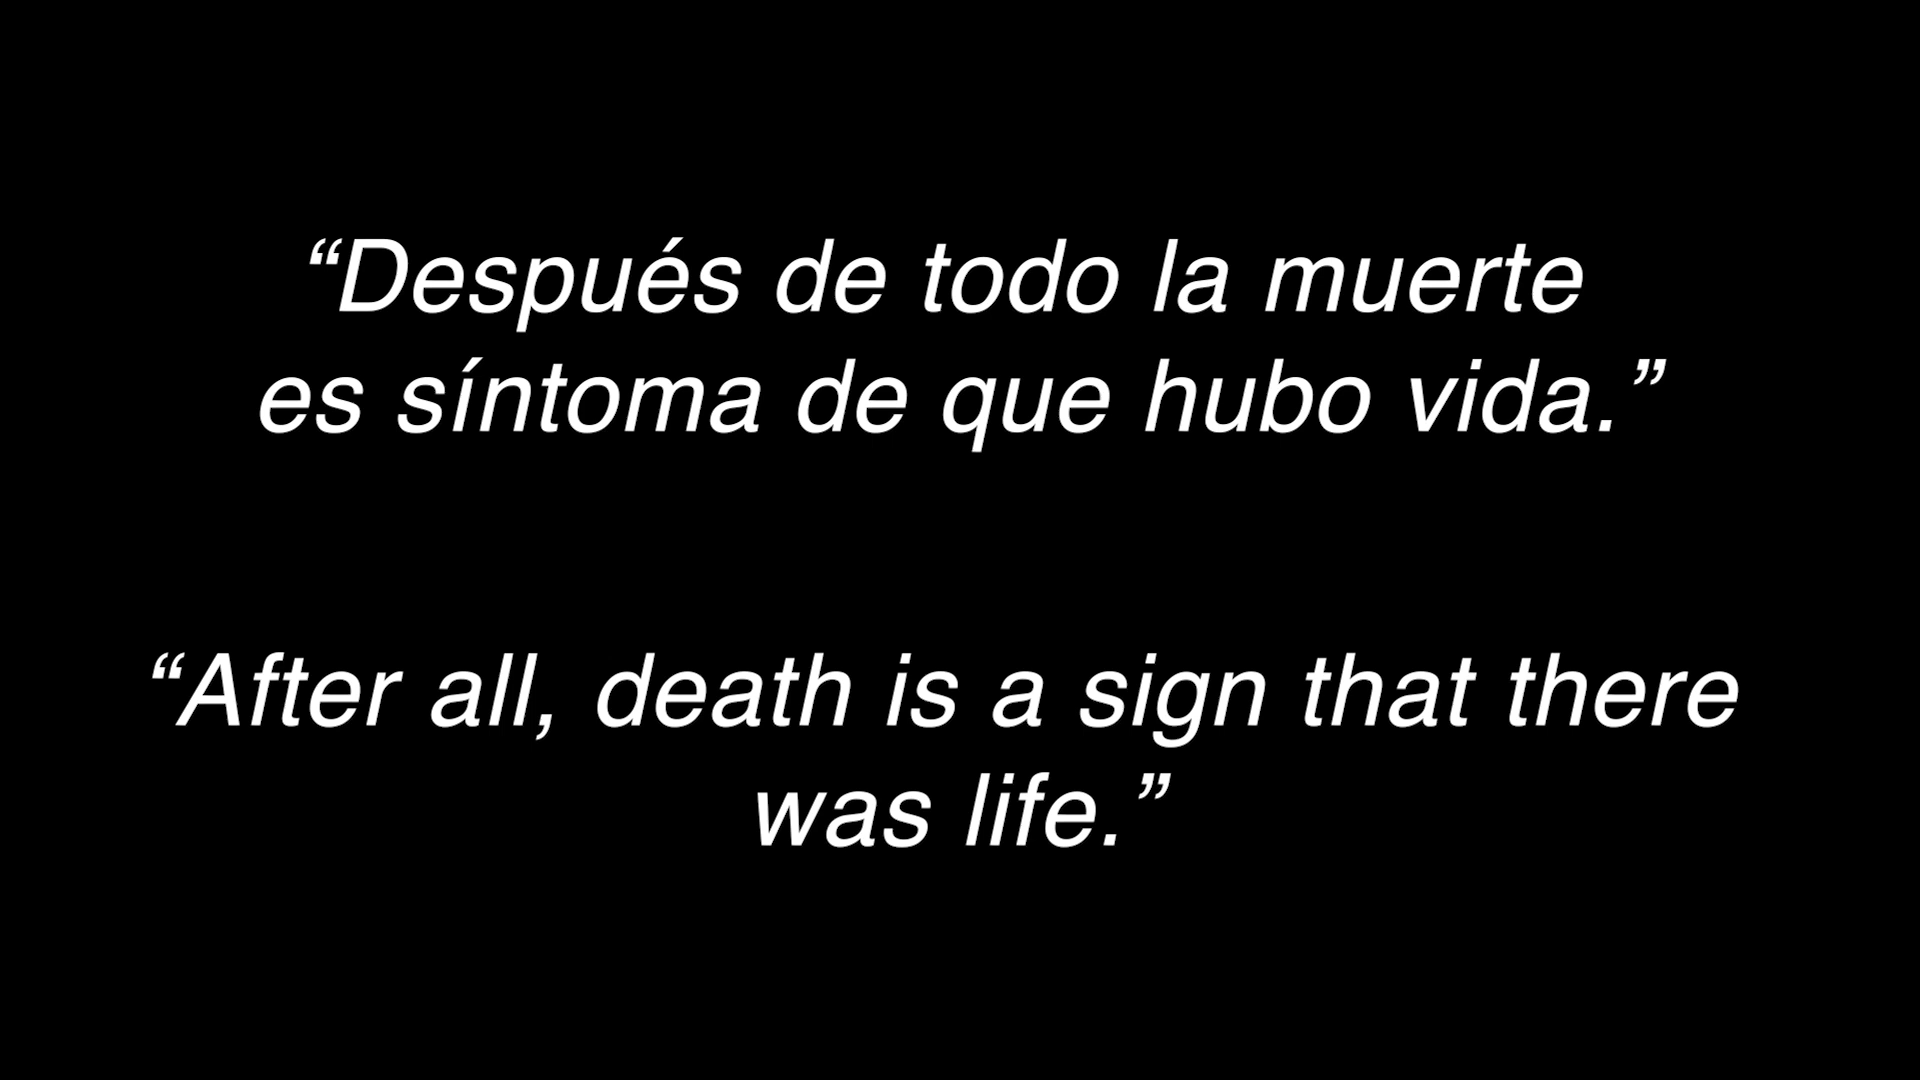 “Después de todo la muerte
es síntoma de que hubo vida.”
“After all, death is a sign that there
was life.”